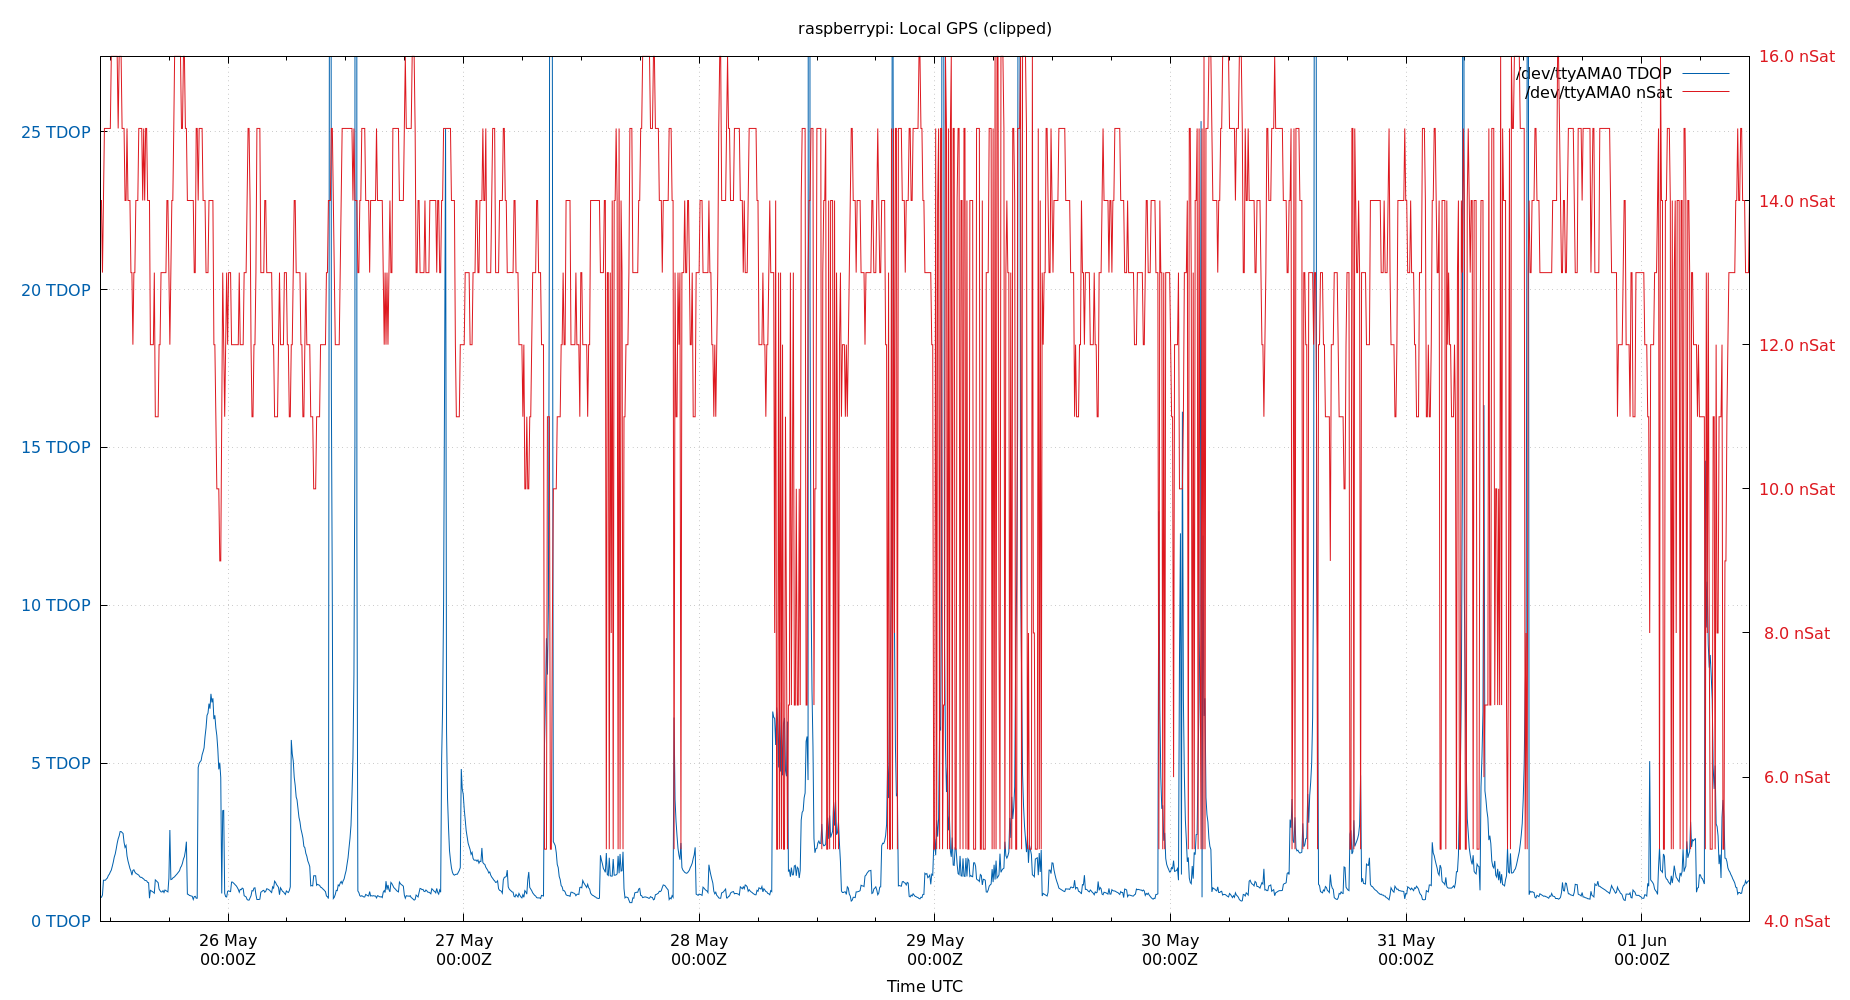 raspberrypi: Local GPS (clipped)
/dev/ttyAMA0 TDOP
/dev/ttyAMA0 nSat
25 TDOP
20 TDOP
15 TDOP
10 TDOP
5 TDOP
0 TDOP
16.0 nSat
14.0 nSat
12.0 nSat
10.0 nSat
8.0 nSat
6.0 nSat
4.0 nSat
26 May
00:00Z
27 May
00:00Z
28 May
00:00Z
29 May
00:00Z
30 May
00:00Z
31 May
00:00Z
01 Jun
00:00Z
Time UTC